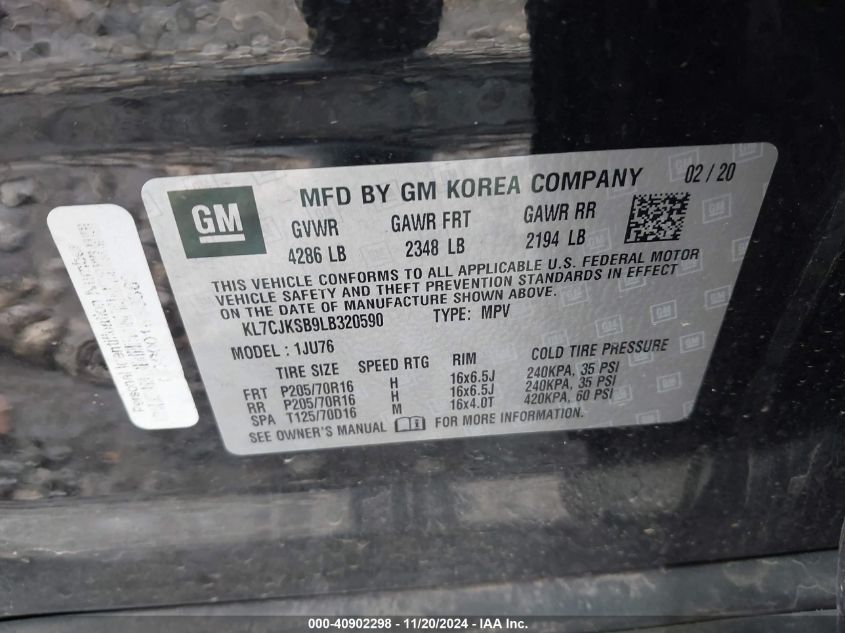 GM
MFD BY GM KOREA COMPANY 02 / 20
GVWR GAWR FRT GAWR RR
4286 LB 2348 LB 2194 LB
THIS VEHICLE CONFORMS TO ALL APPLICABLE U.S. FEDERAL MOTOR
VEHICLE SAFETY AND THEFT PREVENTION STANDARDS IN EFFECT
ON THE DATE OF MANUFACTURE SHOWN ABOVE.
KL7CJKSB9LB320590 TYPE: MPV
MODEL : 1JU76
TIRE SIZE SPEED RTG RIM COLD TIRE PRESSURE
FRT P205/70R16 H 16x6.5J 240KPA, 35 PSI
RR P205/70R16 H 16x6.5J 240KPA, 35 PSI
SPA T125/70D16 M 16x4.0T 420KPA, 60 PSI
SEE OWNER'S MANUAL FOR MORE INFORMATION.
000-40902298 - 11/20/2024 - IAA Inc.